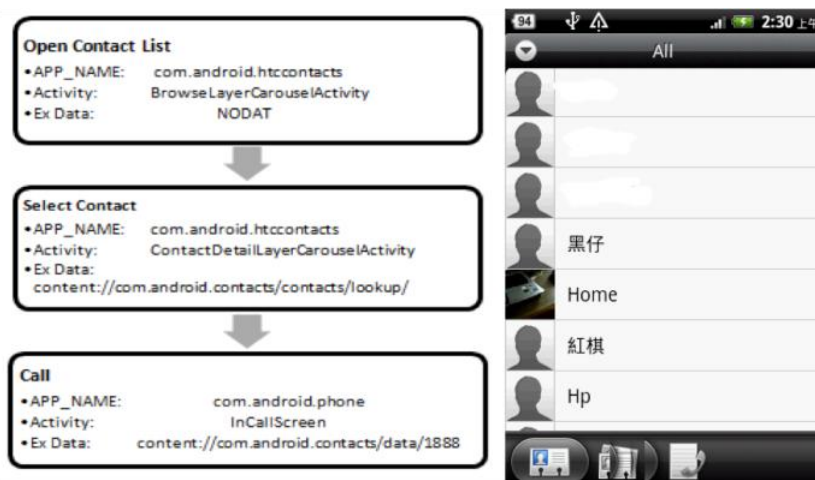 Open Contact List
•APP_NAME: com.android.htccontacts
•Activity: BrowseLayerCarouselActivity
•Ex Data: NODAT
Select Contact
•APP_NAME: com.android.htccontacts
•Activity: ContactDetailLayerCarouselActivity
•Ex Data:
content://com.android.contacts/contacts/lookup/
Call
•APP_NAME: com.android.phone
•Activity: InCallScreen
•Ex Data: content://com.android.contacts/data/1888
94 2:30 上午
All
黑仔
Home
紅棋
Hp